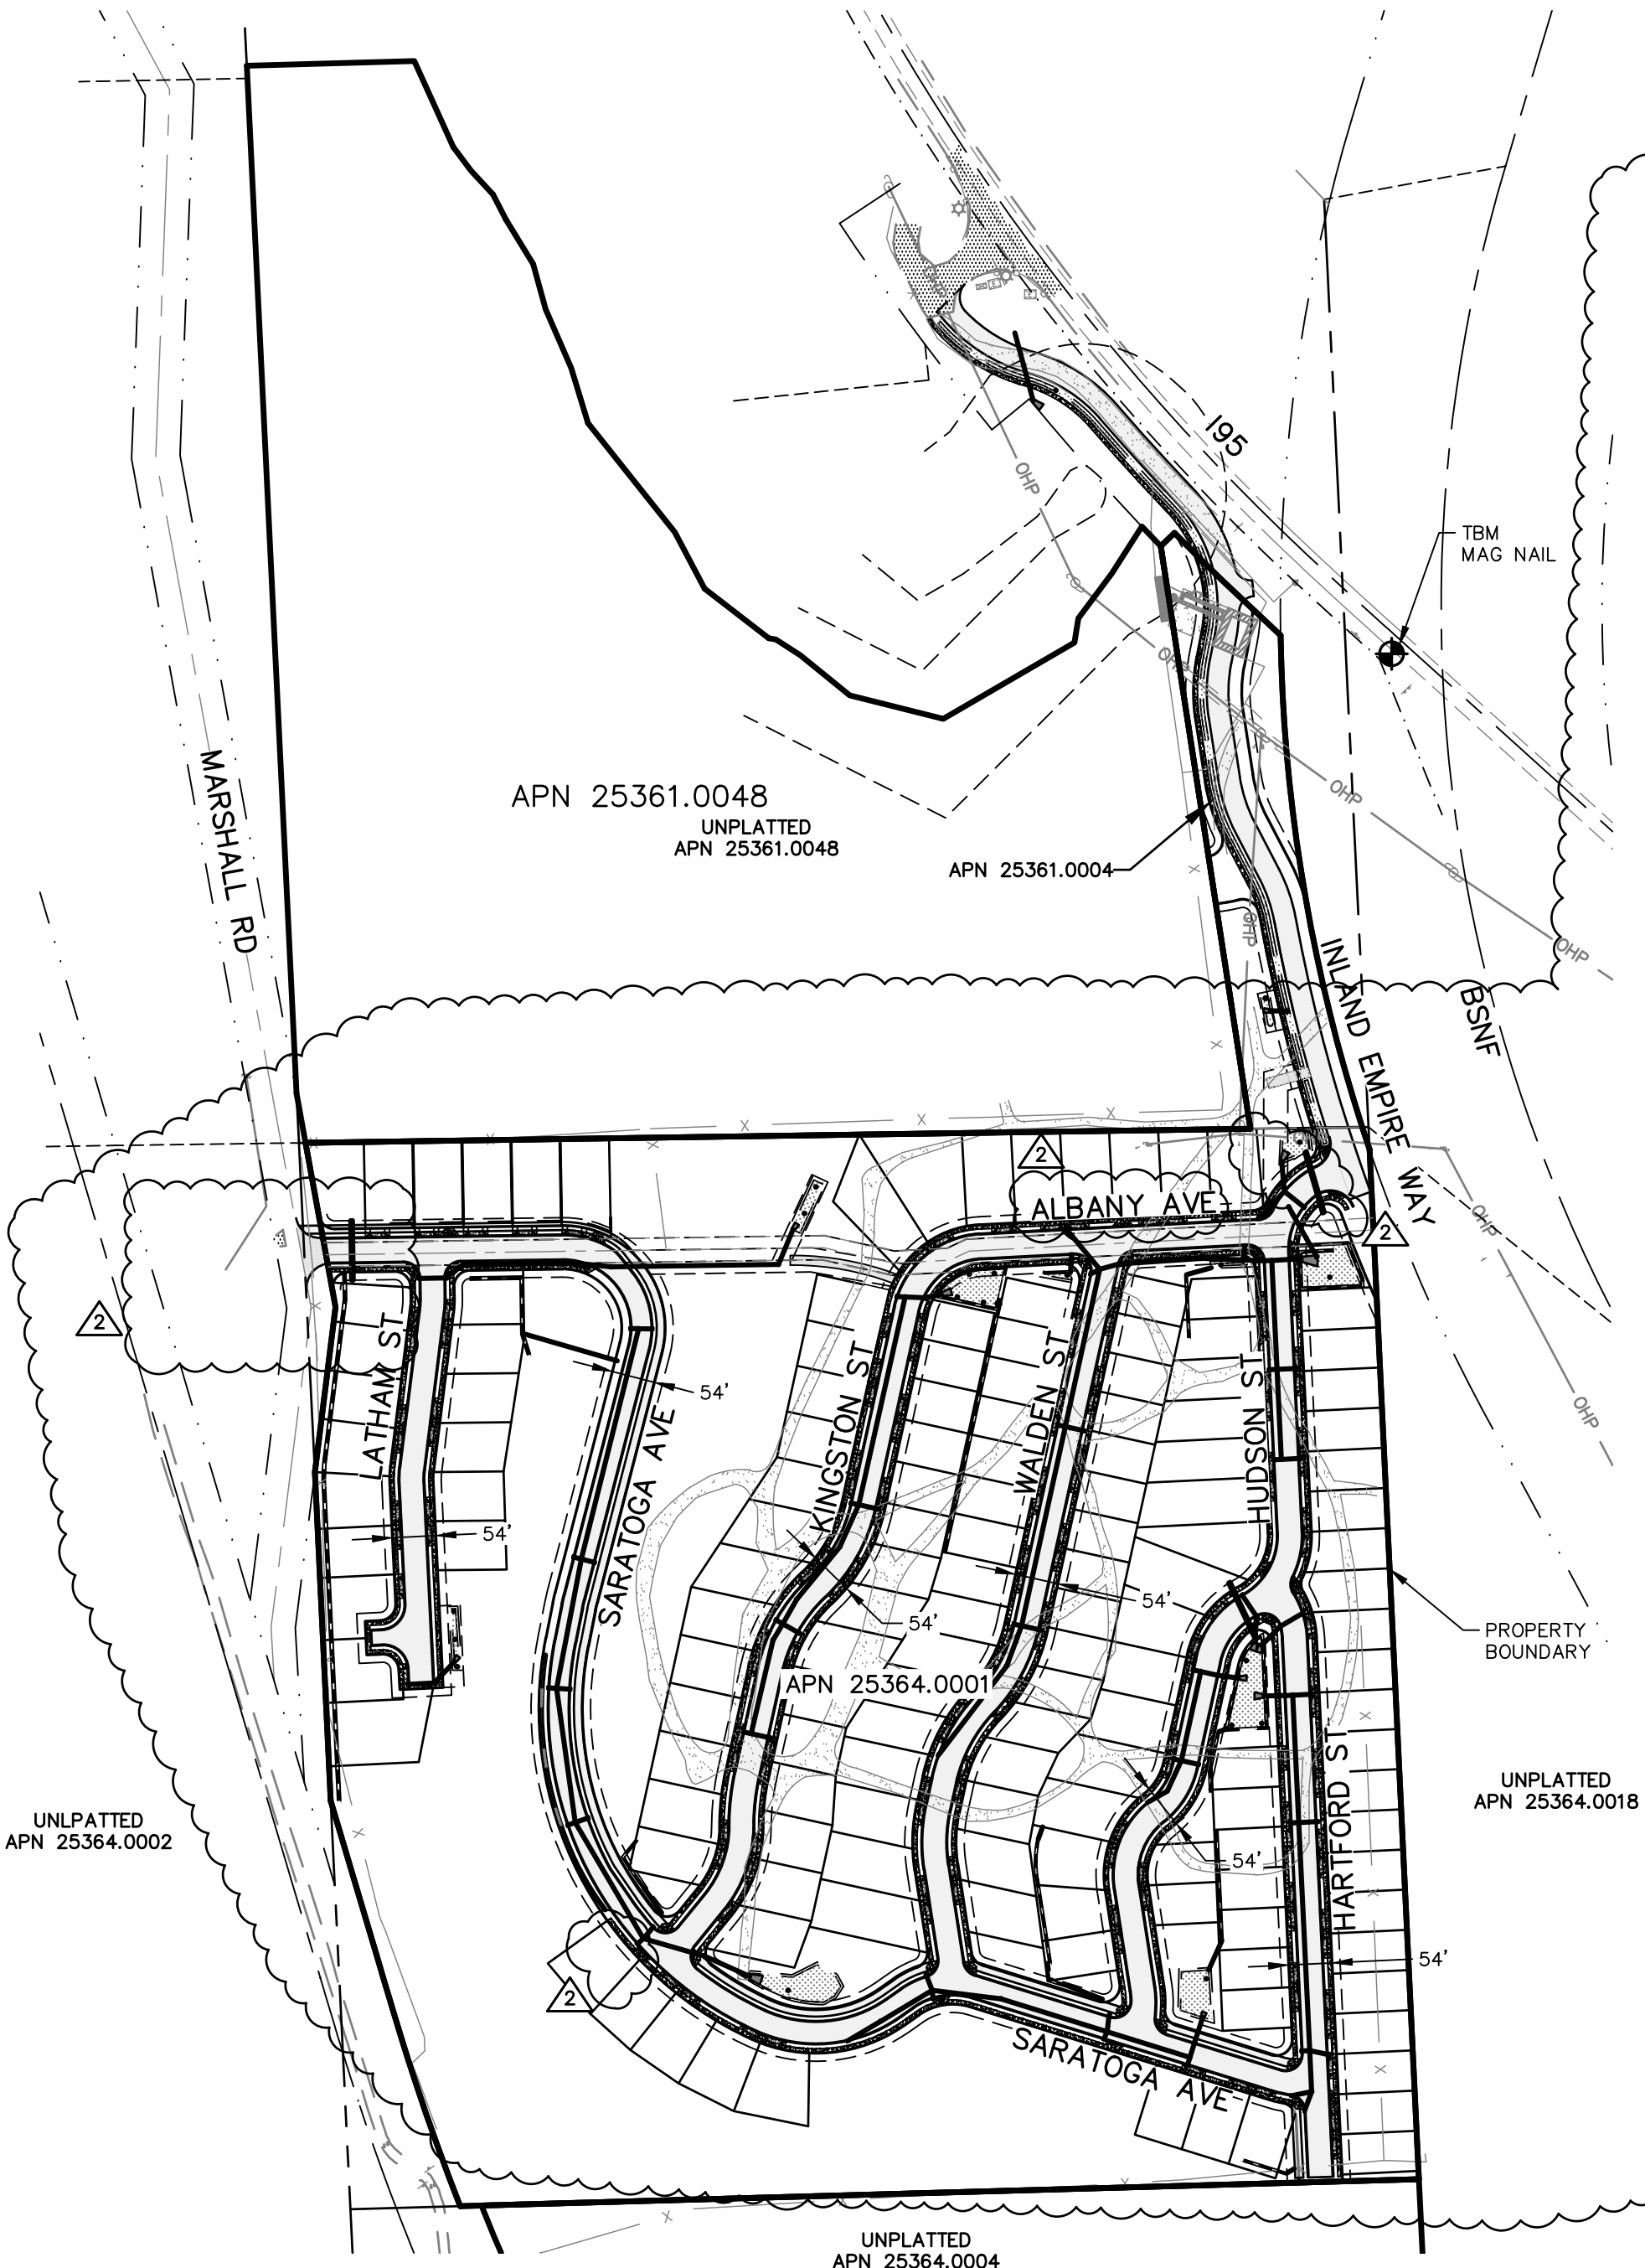 195
OHP
TBM
MAG NAIL
OHP
OHP
MARSHALL RD
APN 25361.0048
UNPLATTED
APN 25361.0048
APN 25361.0004
OHP
OHP
INLAND EMPIRE WAY
BSNF
X
X
X
X
X
X
X
2
ALBANY AVE
2
OHP
2
LATHAM ST
54'
SARATOGA AVE
KINGSTON ST
WALDEN ST
HUDSON ST
OHP
54'
54'
54'
PROPERTY
BOUNDARY
APN 25364.0001
HARTFORD ST
UNPLATTED
APN 25364.0018
UNLPATTED
APN 25364.0002
54'
54'
2
SARATOGA AVE
UNPLATTED
APN 25364.0004